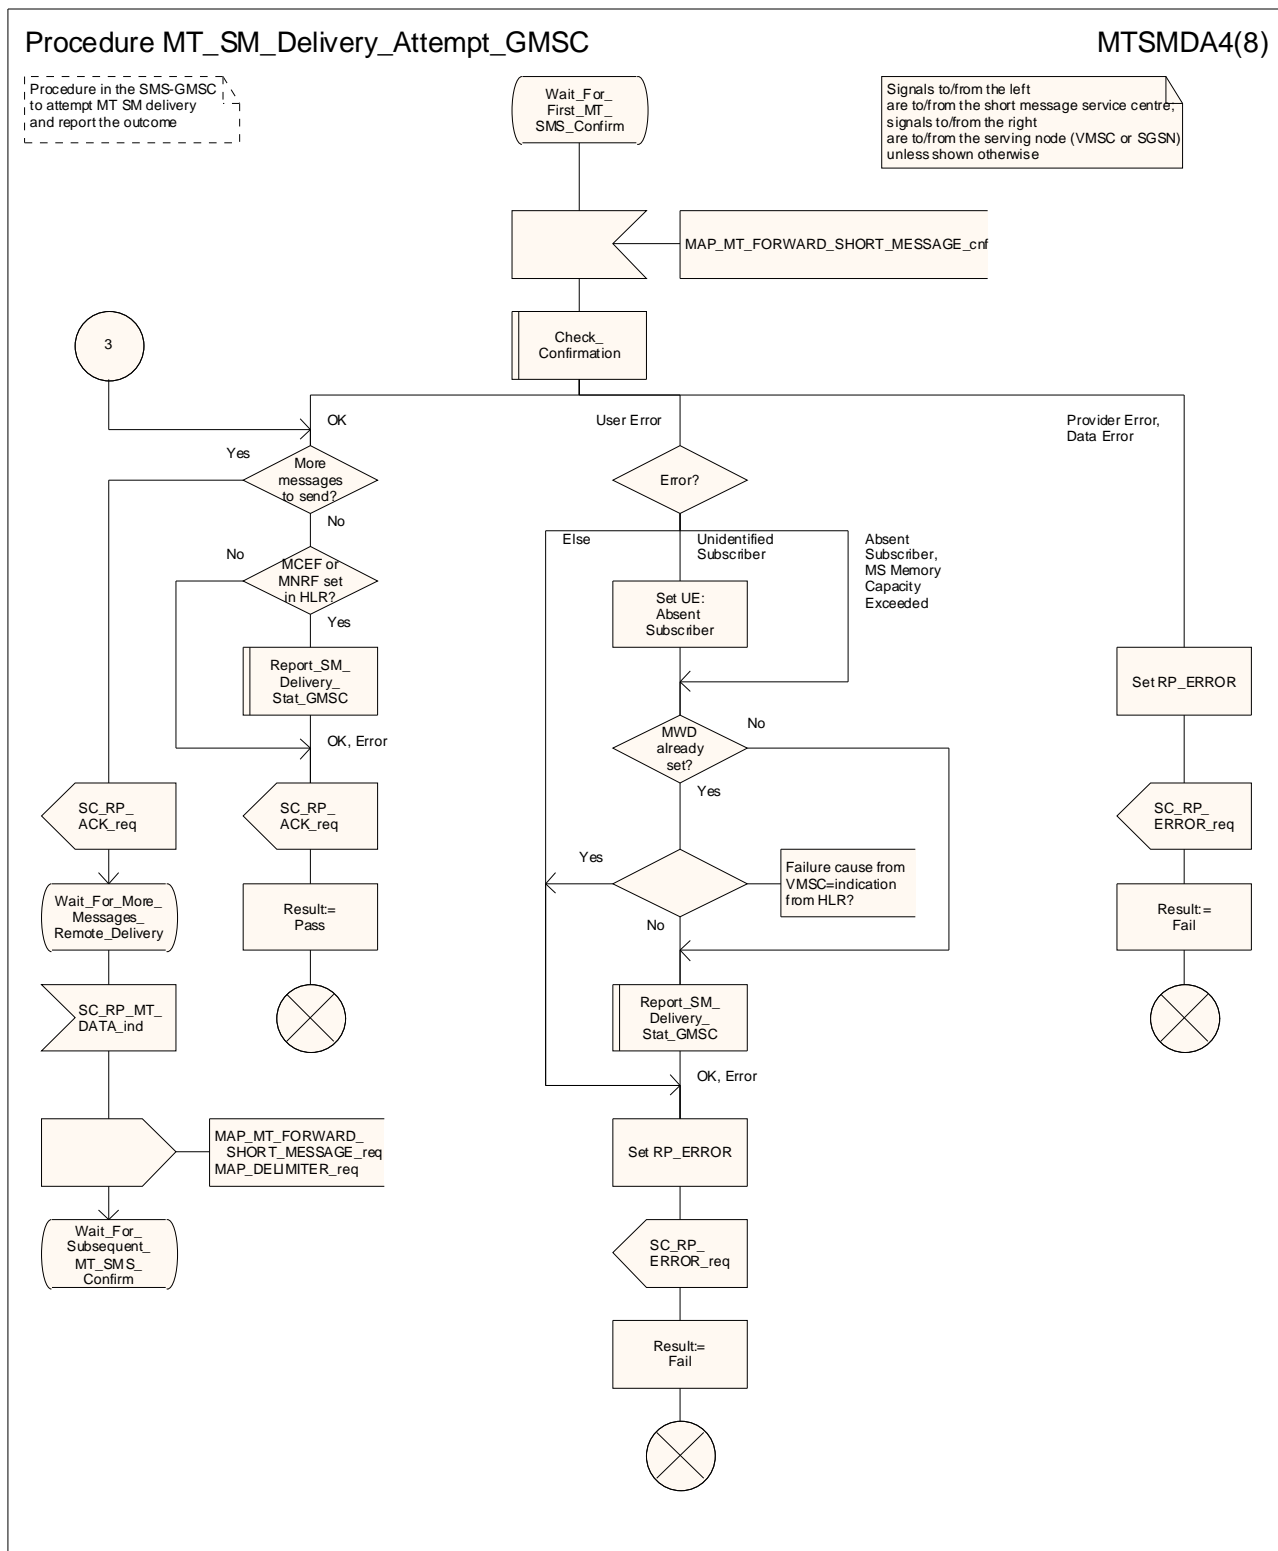 Procedure MT_SM_Delivery_Attempt_GMSC
MTSMDA4(8)
Procedure in the SMS-GMSC
to attempt MT SM delivery
and report the outcome
Wait_For_
First_MT_
SMS_Confirm
Signals to/from the left
are to/from the short message service centre;
signals to/from the right
are to/from the serving node (VMSC or SGSN)
unless shown otherwise
MAP_MT_FORWARD_SHORT_MESSAGE_cnf
Check_
Confirmation
3
OK
User Error
Provider Error,
Data Error
Yes
More
messages
to send?
Error?
No
No
MCEF or
MNRF set
in HLR?
Yes
Else
Unidentified
Subscriber
Absent
Subscriber,
MS Memory
Capacity
Exceeded
Set UE:
Absent
Subscriber
Report_SM_
Delivery_
Stat_GMSC
Set RP_ERROR
OK, Error
MWD
already
set?
No
Yes
SC_RP_
ACK_req
SC_RP_
ACK_req
SC_RP_
ERROR_req
Yes
Failure cause from
VMSC=indication
from HLR?
No
Wait_For_More_
Messages_
Remote_Delivery
Result:=
Pass
Result:=
Fail
SC_RP_MT_
DATA_ind
Report_SM_
Delivery_
Stat_GMSC
OK, Error
MAP_MT_FORWARD_
SHORT_MESSAGE_req
MAP_DELIMITER_req
Set RP_ERROR
Wait_For_
Subsequent_
MT_SMS_
Confirm
SC_RP_
ERROR_req
Result:=
Fail